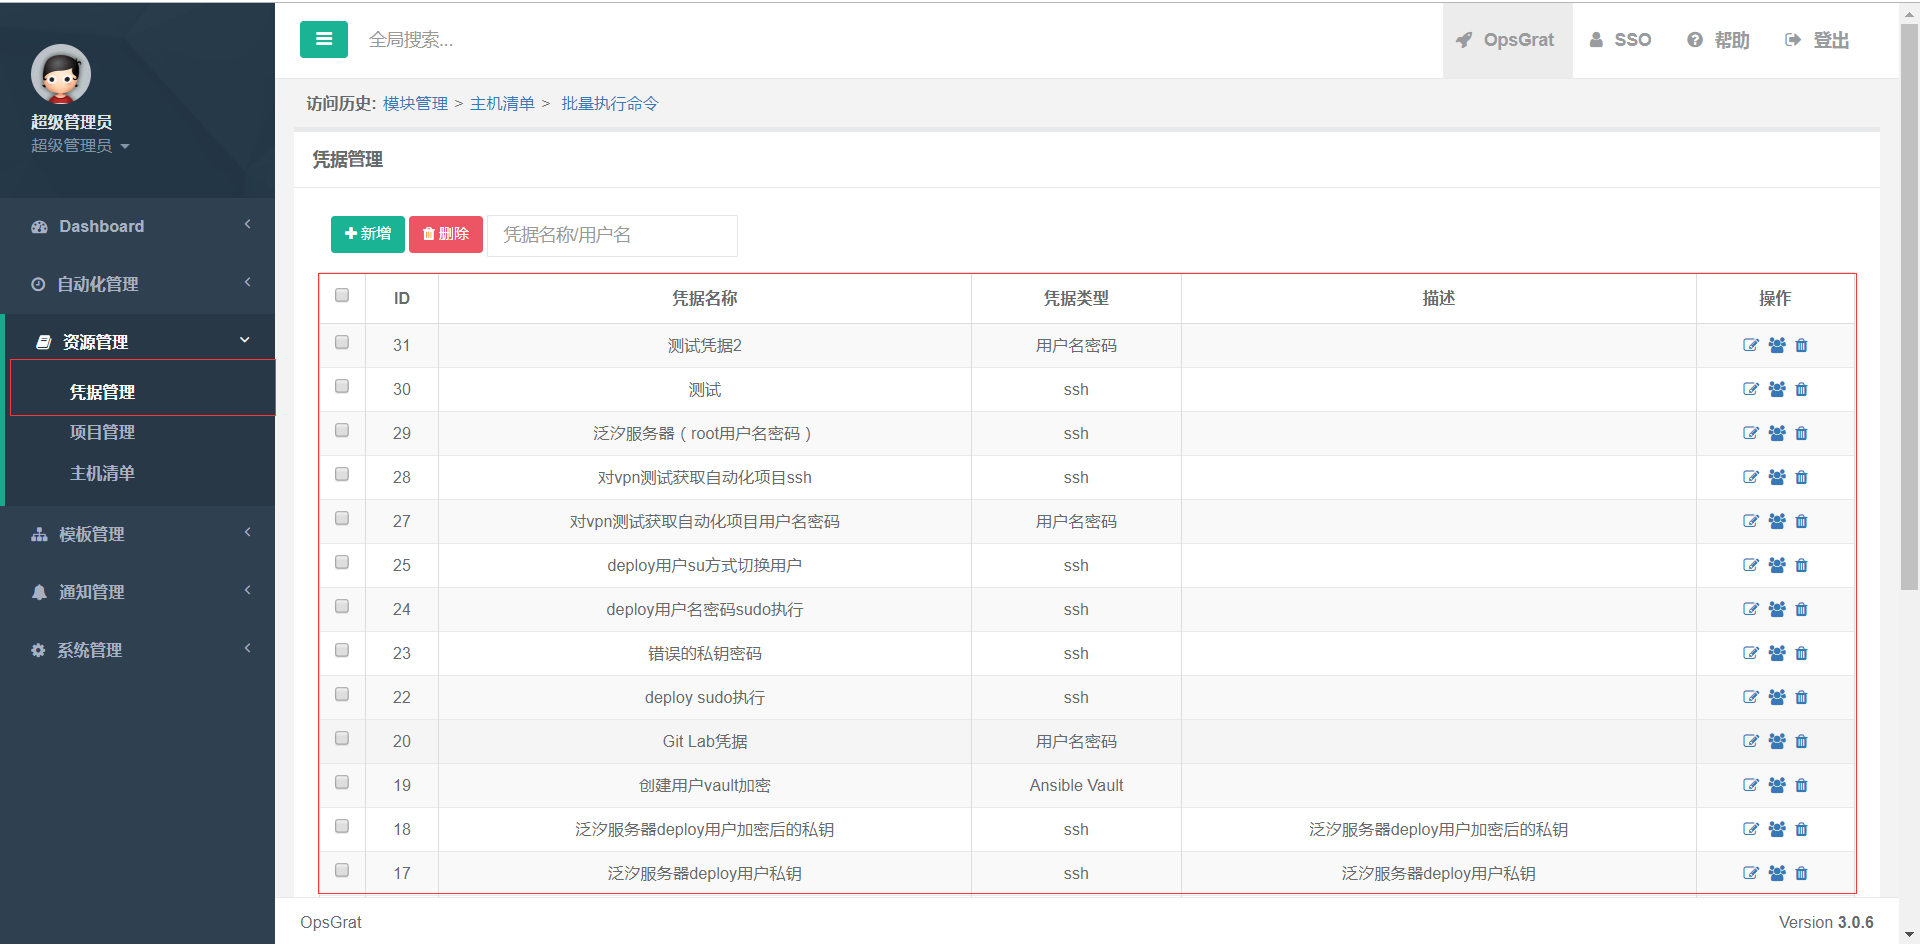 超级管理员
超级管理员
Dashboard
自动化管理
资源管理
凭据管理
项目管理
主机清单
模板管理
通知管理
系统管理
全局搜索...
OpsGrat SSO 帮助 登出
访问历史: 模块管理 > 主机清单 > 批量执行命令
凭据管理
新增 删除 凭据名称/用户名
ID 凭据名称 凭据类型 描述 操作
31 测试凭据2 用户名密码
30 测试 ssh
29 泛汐服务器（root用户名密码） ssh
28 对vpn测试获取自动化项目ssh ssh
27 对vpn测试获取自动化项目用户名密码 用户名密码
25 deploy用户su方式切换用户 ssh
24 deploy用户名密码sudo执行 ssh
23 错误的私钥密码 ssh
22 deploy sudo执行 ssh
20 Git Lab凭据 用户名密码
19 创建用户vault加密 Ansible Vault
18 泛汐服务器deploy用户加密后的私钥 ssh 泛汐服务器deploy用户加密后的私钥
17 泛汐服务器deploy用户私钥 ssh 泛汐服务器deploy用户私钥
OpsGrat Version 3.0.6